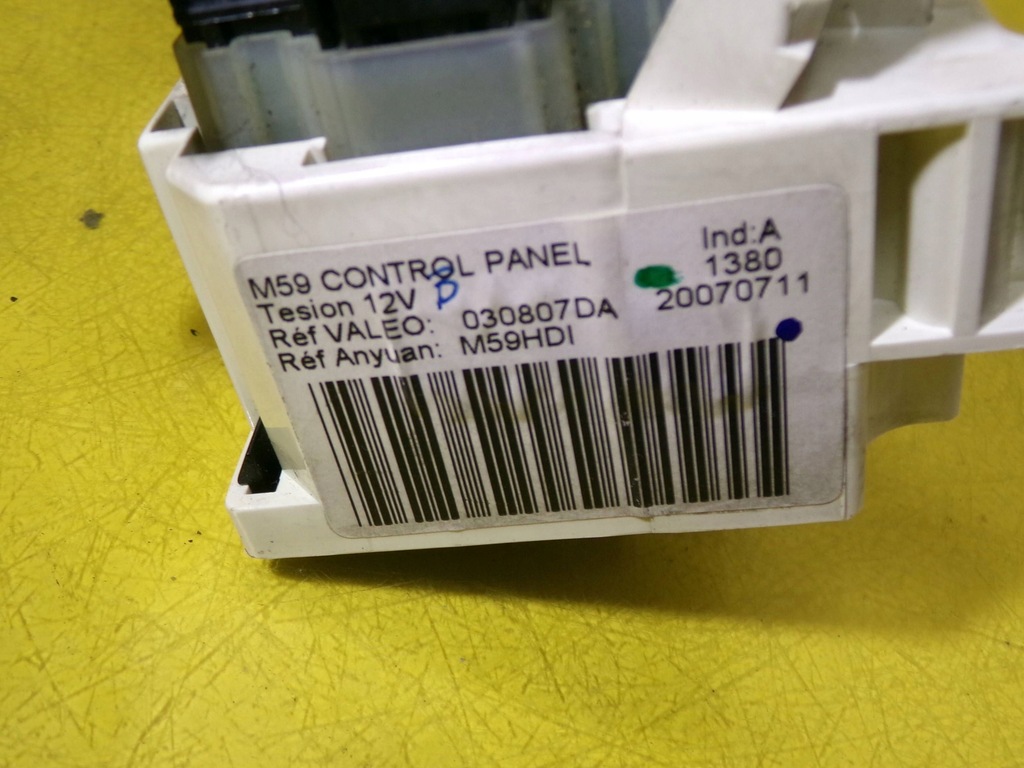 M59 CONTROL PANEL Ind:A
Tesion 12V 1380
Réf VALEO: 030807DA 20070711
Réf Anyuan: M59HDI